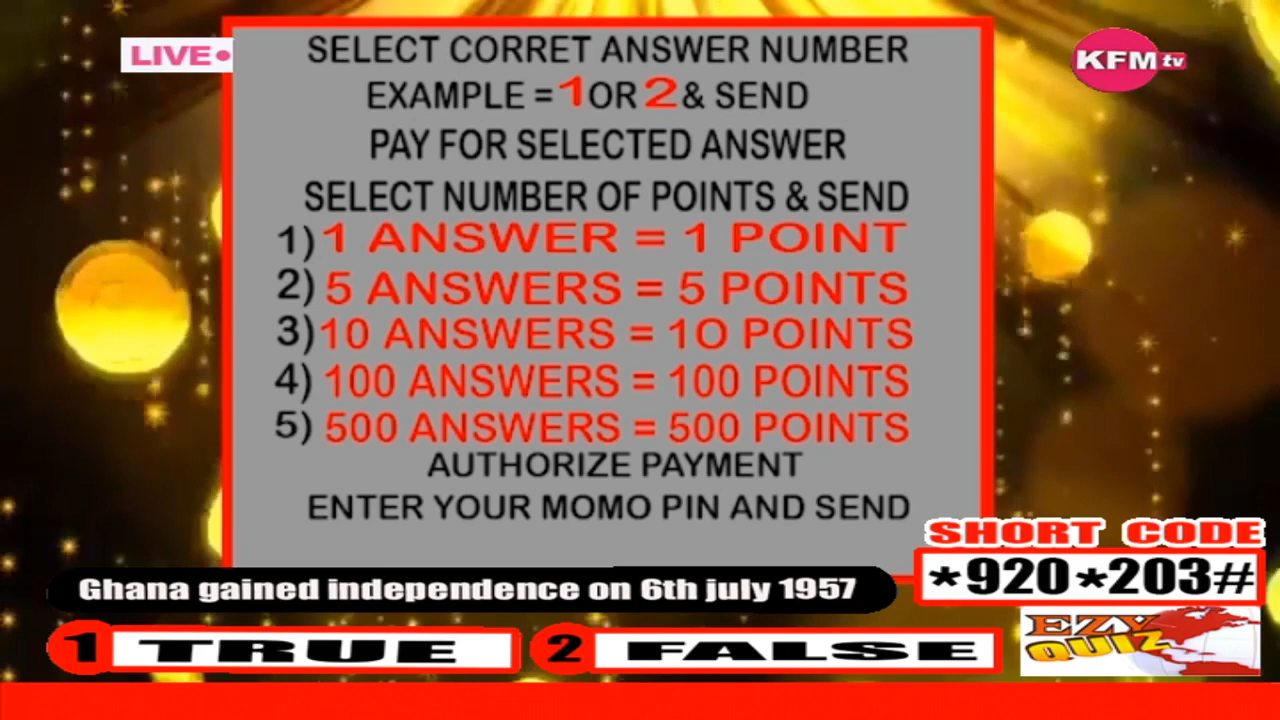 LIVE
KFM tv
SELECT CORRET ANSWER NUMBER
EXAMPLE = 1 OR 2 & SEND
PAY FOR SELECTED ANSWER
SELECT NUMBER OF POINTS & SEND
1) 1 ANSWER = 1 POINT
2) 5 ANSWERS = 5 POINTS
3) 10 ANSWERS = 1O POINTS
4) 100 ANSWERS = 100 POINTS
5) 500 ANSWERS = 500 POINTS
AUTHORIZE PAYMENT
ENTER YOUR MOMO PIN AND SEND
SHORT CODE
*920*203#
Ghana gained independence on 6th july 1957
1 TRUE 2 FALSE
EZY
QUIZ